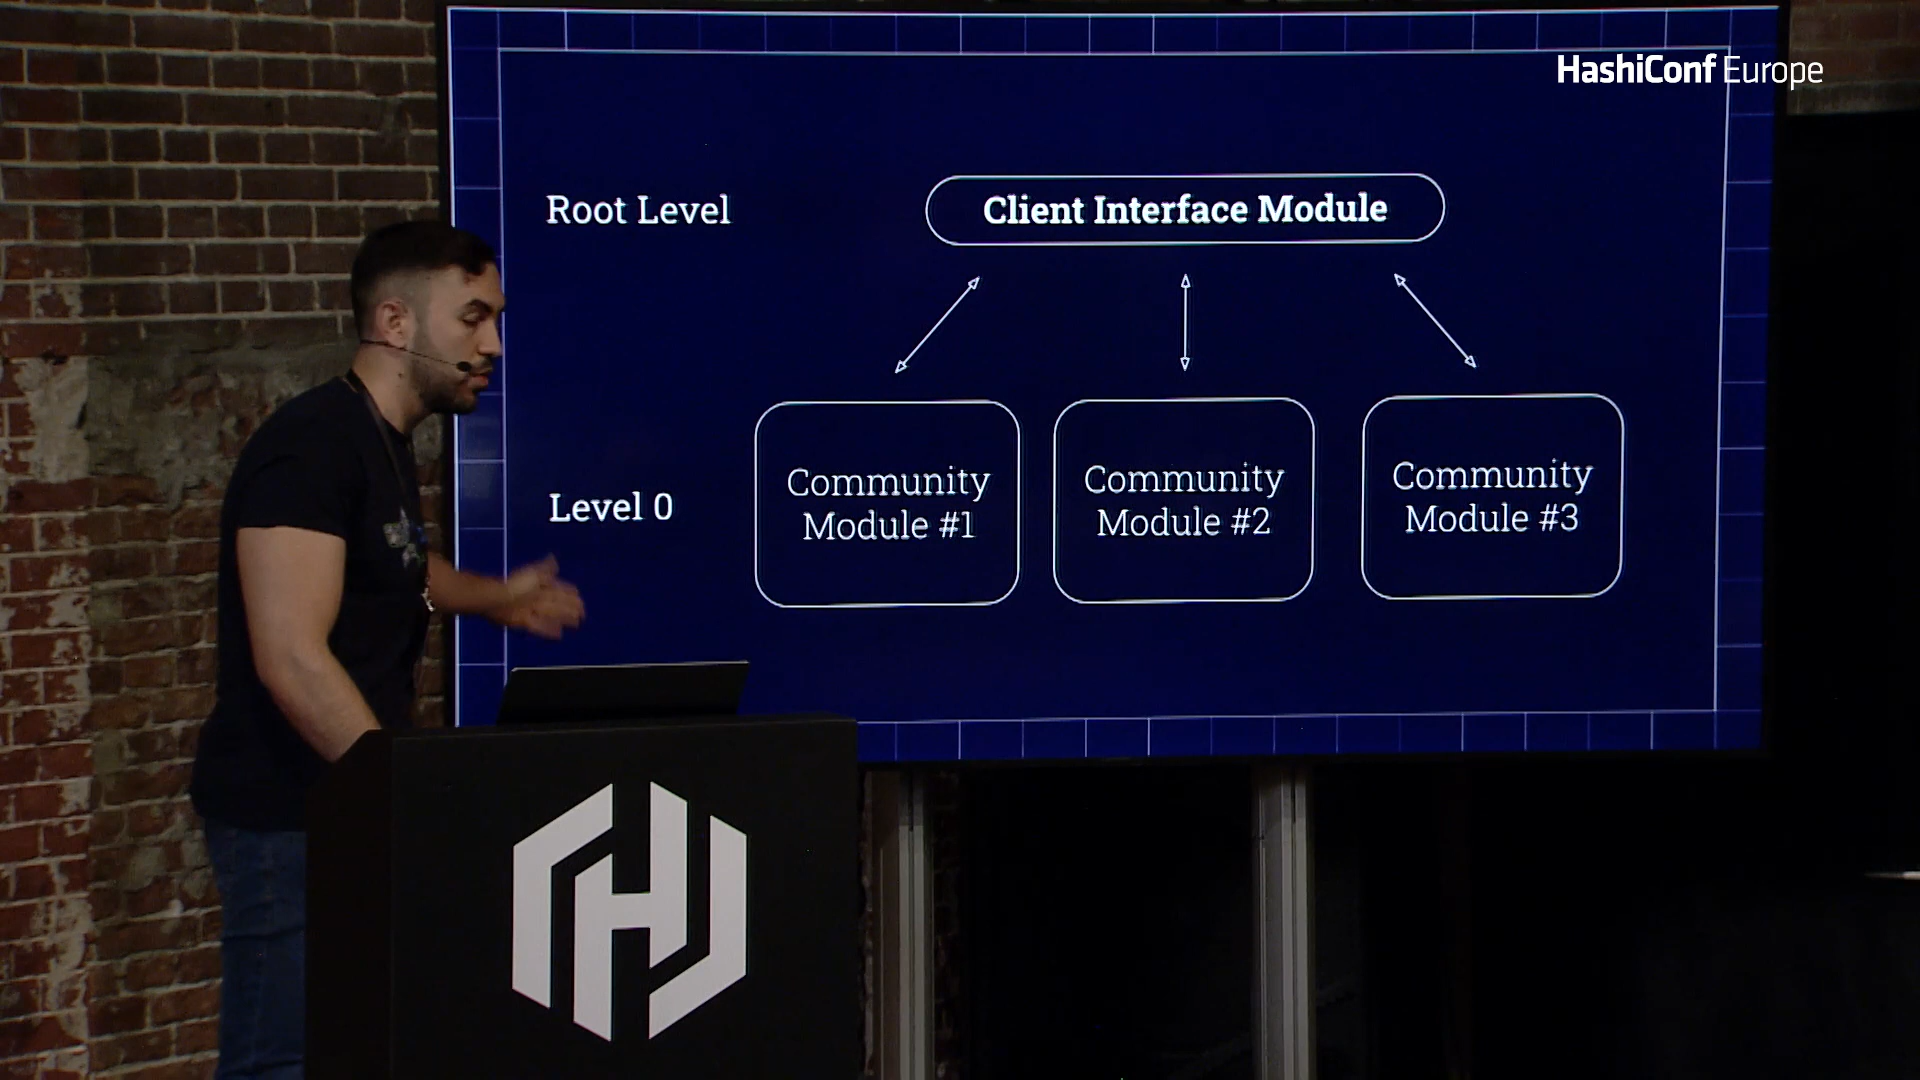 HashiConf Europe
Root Level
Client Interface Module
Level 0
Community
Module #1
Community
Module #2
Community
Module #3